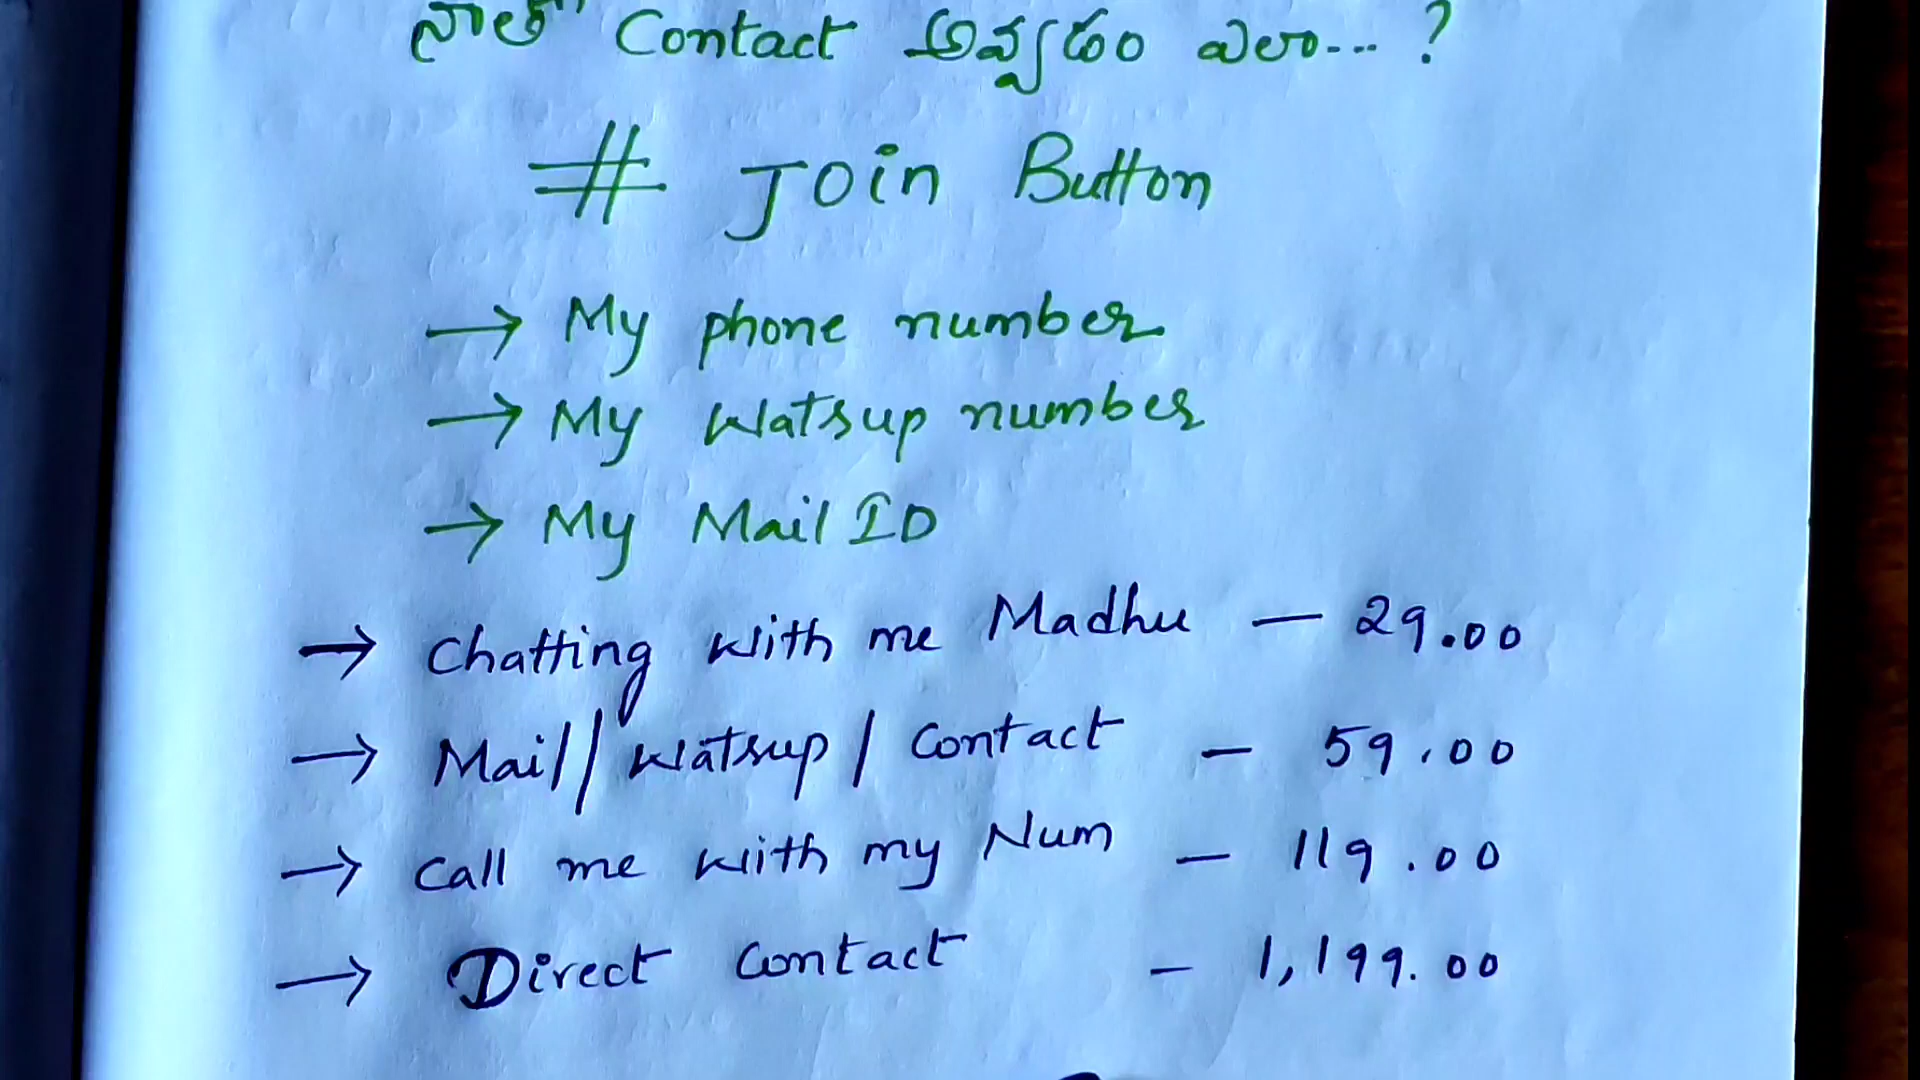 నాతో Contact అవ్వడం ఎలా... ?
# Join Button
→ My phone number
→ My Watsup number
→ My Mail ID
→ Chatting with me Madhu – 29.00
→ Mail//Watsup/Contact – 59.00
→ Call me with my Num – 119.00
→ Direct Contact – 1,199.00